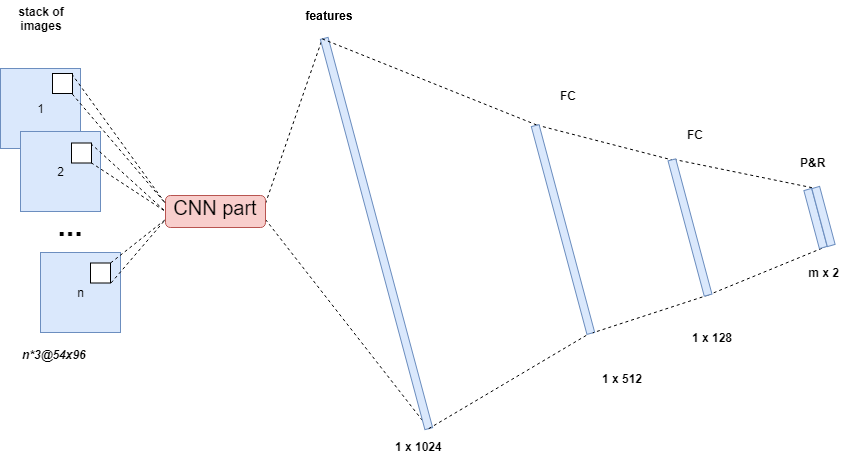 stack of
images
features
1
2
...
n
n*3@54x96
CNN part
FC
FC
P&R
m x 2
1 x 128
1 x 512
1 x 1024